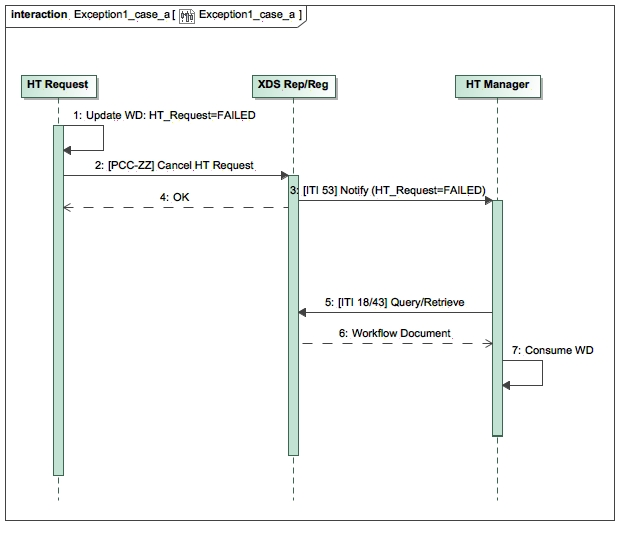 interaction Exception1_case_a [ Exception1_case_a ]
HT Request
XDS Rep/Reg
HT Manager
1: Update WD: HT_Request=FAILED
2: [PCC-ZZ] Cancel HT Request
3: [ITI 53] Notify (HT_Request=FAILED)
4: OK
5: [ITI 18/43] Query/Retrieve
6: Workflow Document
7: Consume WD